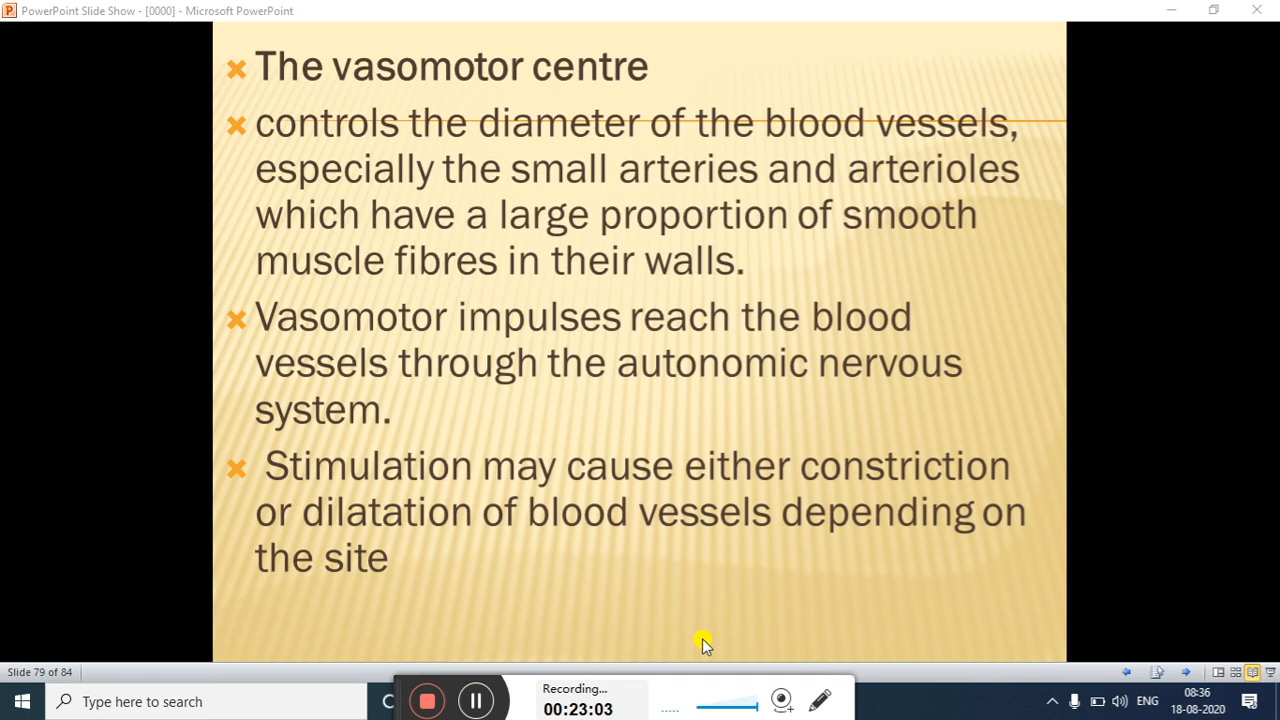 PowerPoint Slide Show - [0000] - Microsoft PowerPoint
The vasomotor centre
controls the diameter of the blood vessels,
especially the small arteries and arterioles
which have a large proportion of smooth
muscle fibres in their walls.
Vasomotor impulses reach the blood
vessels through the autonomic nervous
system.
Stimulation may cause either constriction
or dilatation of blood vessels depending on
the site
Slide 79 of 84
Type here to search
Recording...
00:23:03
ENG
08:36
18-08-2020